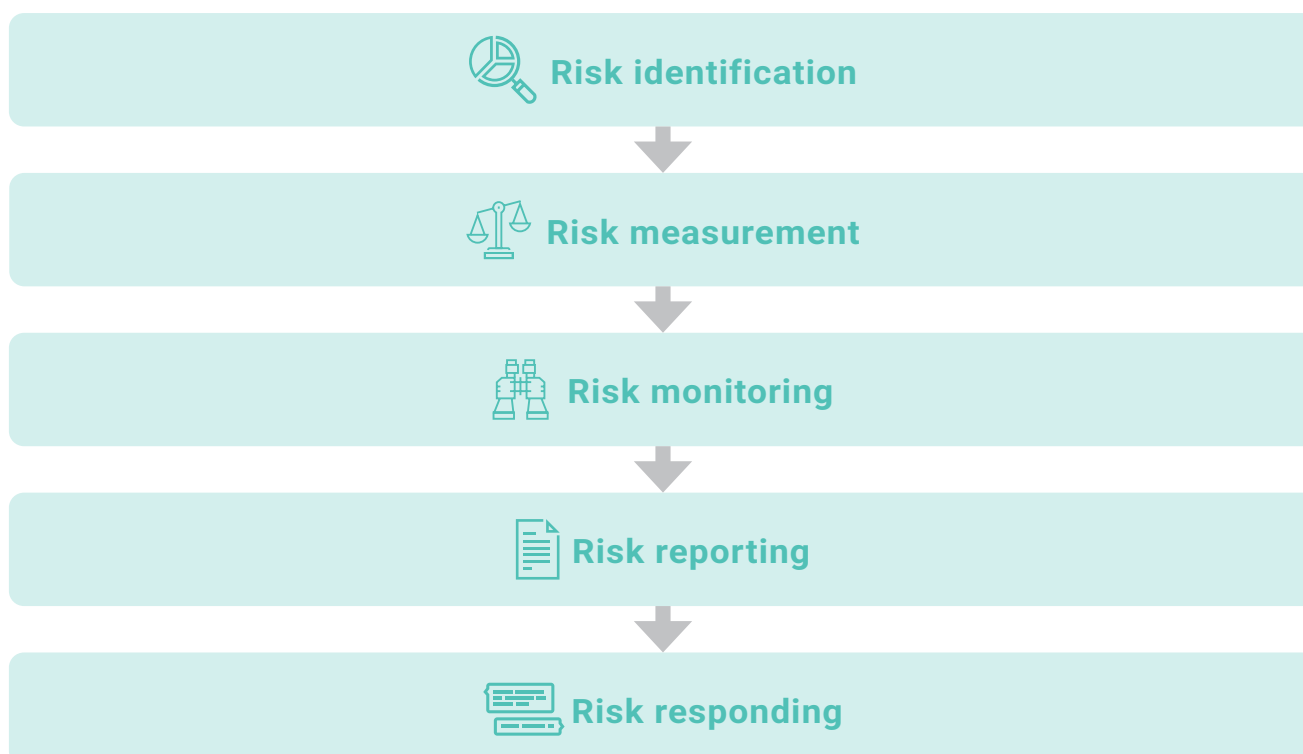 Risk identification
Risk measurement
Risk monitoring
Risk reporting
Risk responding